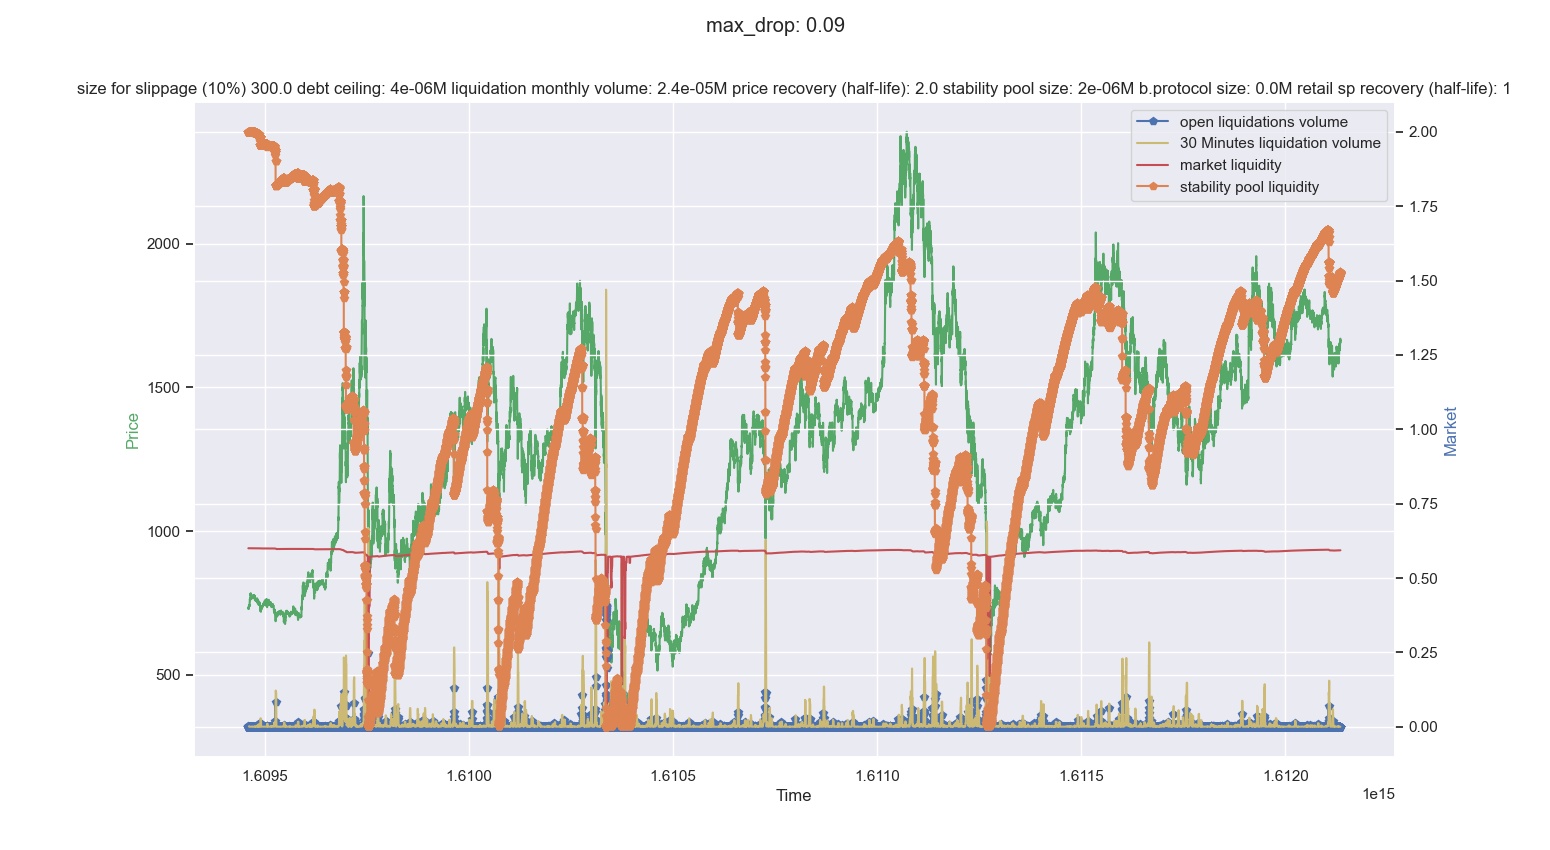 max_drop: 0.09
size for slippage (10%) 300.0 debt ceiling: 4e-06M liquidation monthly volume: 2.4e-05M price recovery (half-life): 2.0 stability pool size: 2e-06M b.protocol size: 0.0M retail sp recovery (half-life): 1
open liquidations volume
30 Minutes liquidation volume
market liquidity
stability pool liquidity
Price
2000
1500
1000
500
2.00
1.75
1.50
1.25
1.00
0.75
0.50
0.25
0.00
Market
1.6095
1.6100
1.6105
1.6110
1.6115
1.6120
1e15
Time